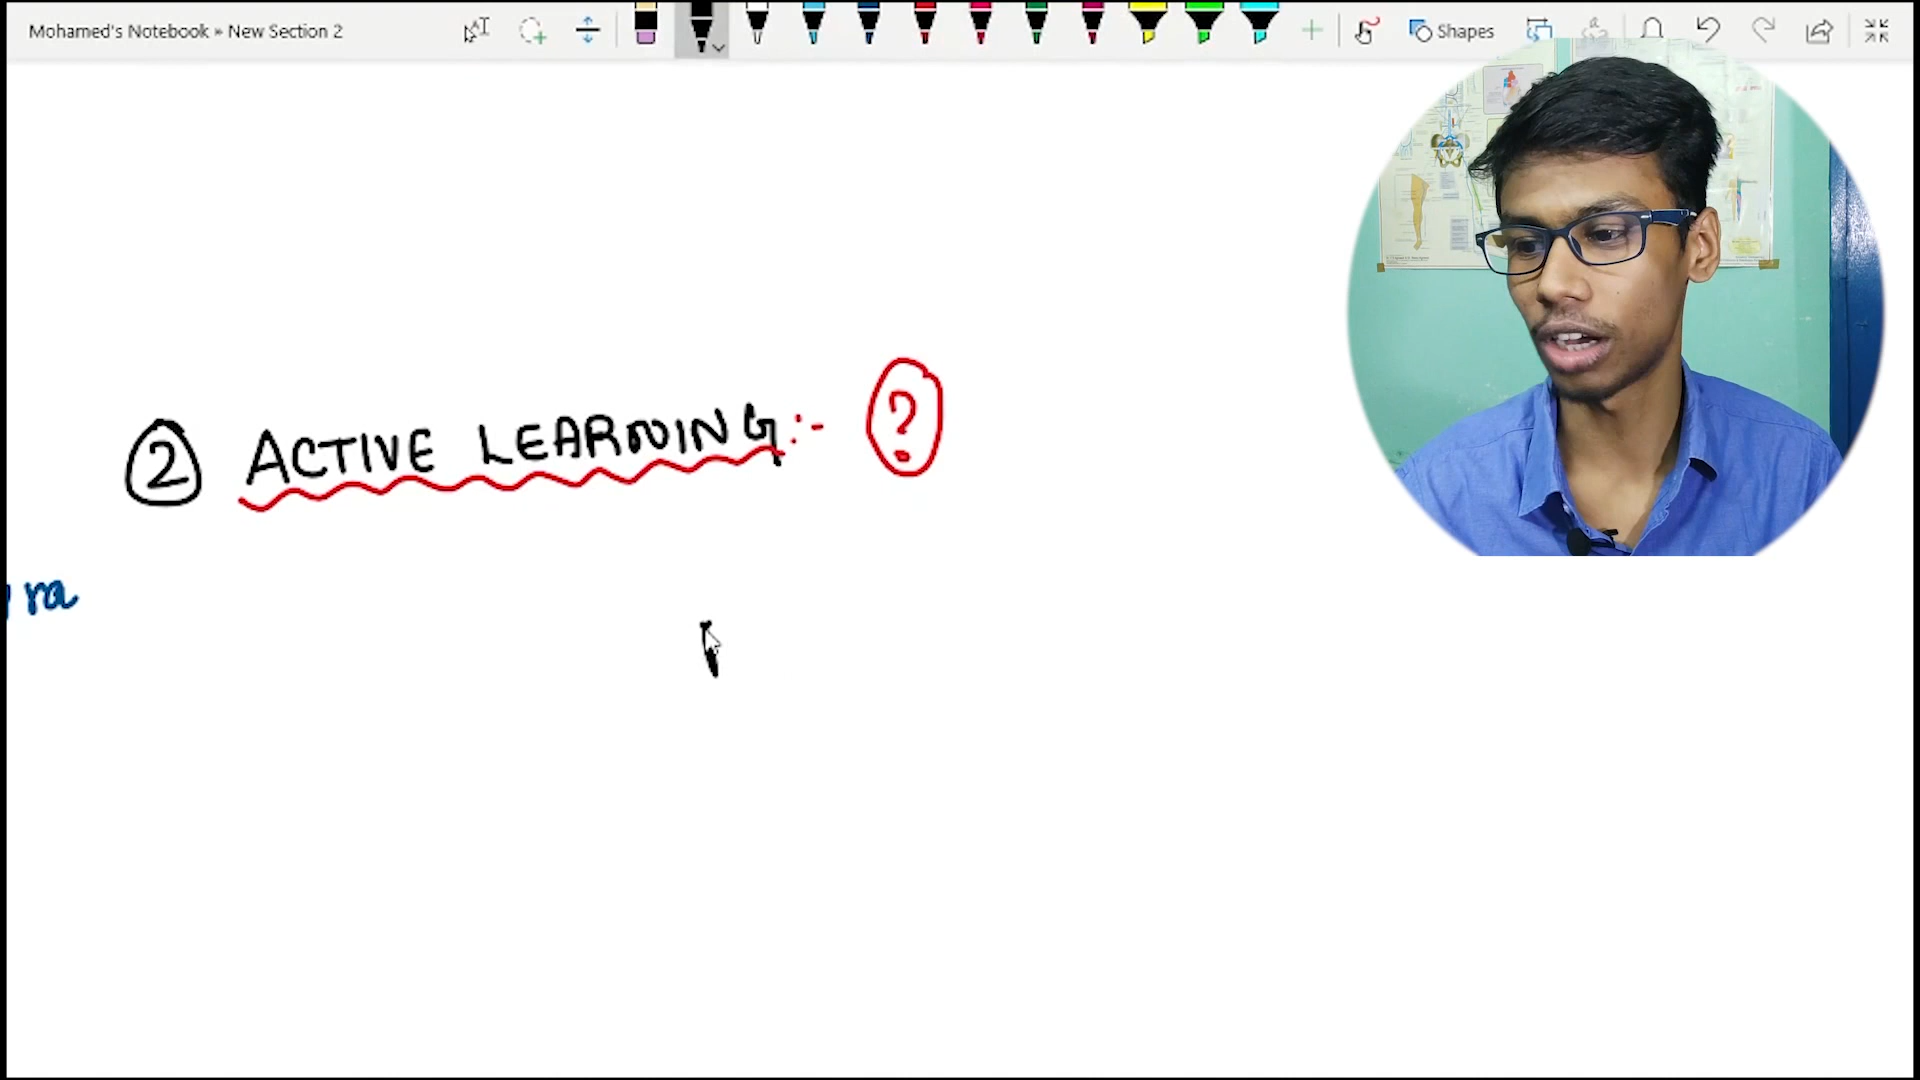 Mohamed's Notebook » New Section 2
Shapes
② ACTIVE LEARNING :- ?
ra